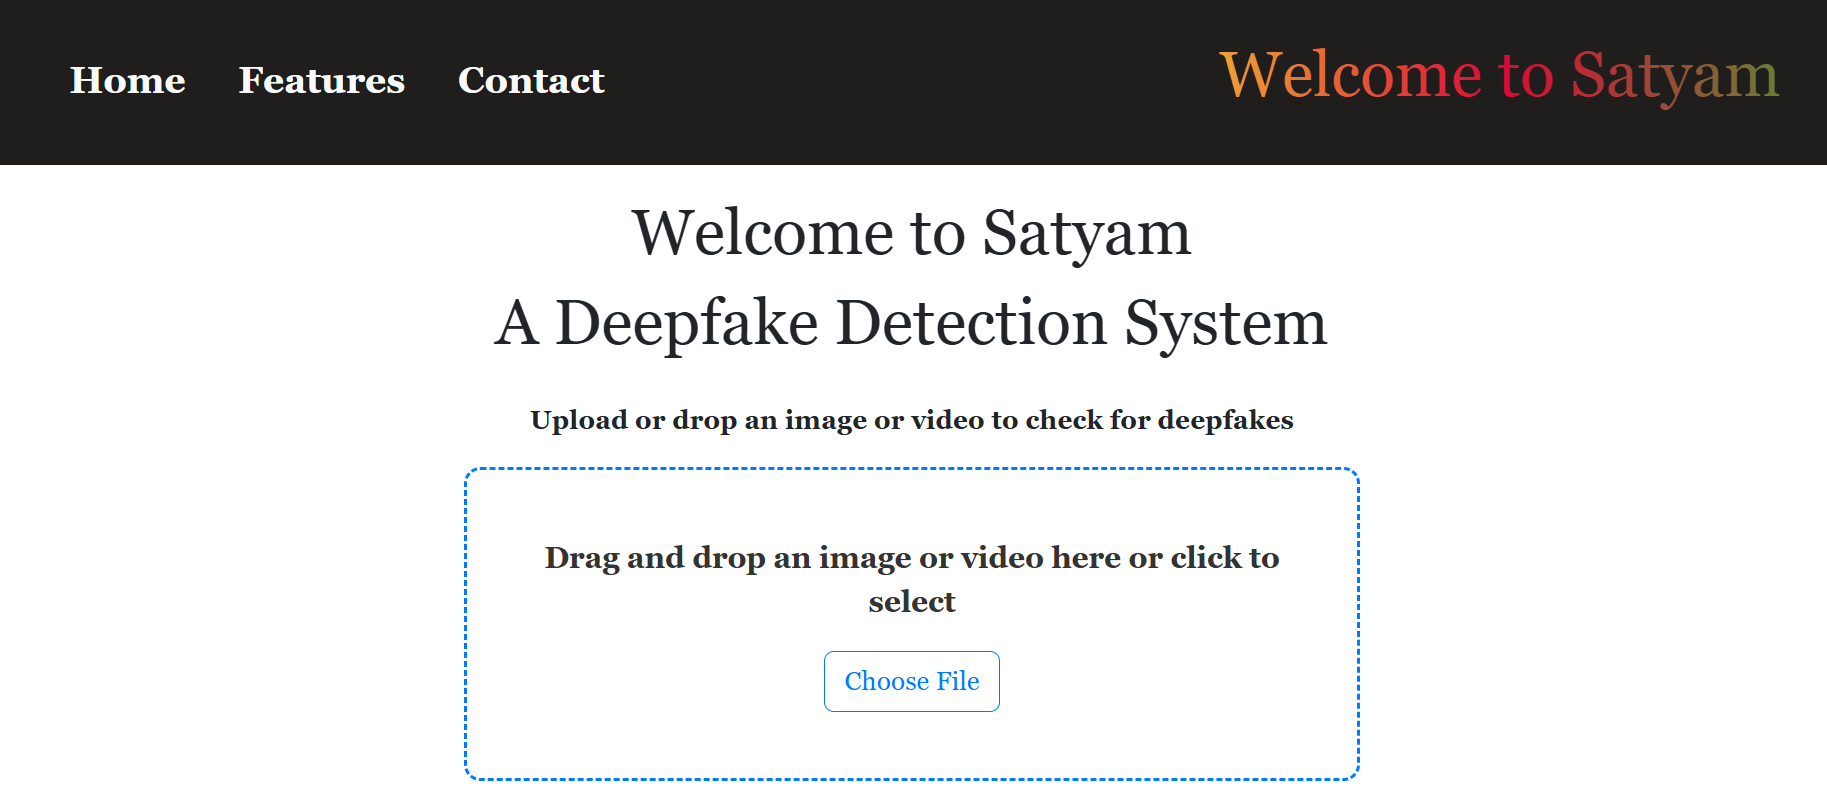 Home Features Contact Welcome to Satyam
Welcome to Satyam
A Deepfake Detection System
Upload or drop an image or video to check for deepfakes
Drag and drop an image or video here or click to
select
Choose File